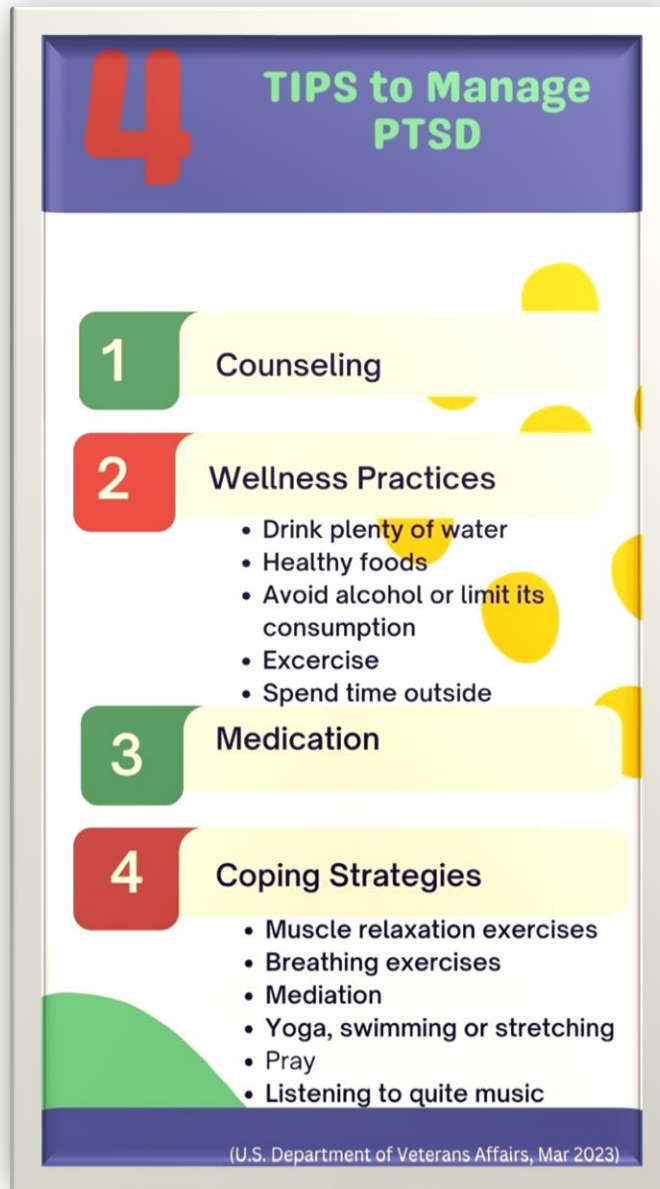 4
TIPS to Manage
PTSD
1
Counseling
2
Wellness Practices
• Drink plenty of water
• Healthy foods
• Avoid alcohol or limit its
consumption
• Excercise
• Spend time outside
3
Medication
4
Coping Strategies
• Muscle relaxation exercises
• Breathing exercises
• Mediation
• Yoga, swimming or stretching
• Pray
• Listening to quite music
(U.S. Department of Veterans Affairs, Mar 2023)